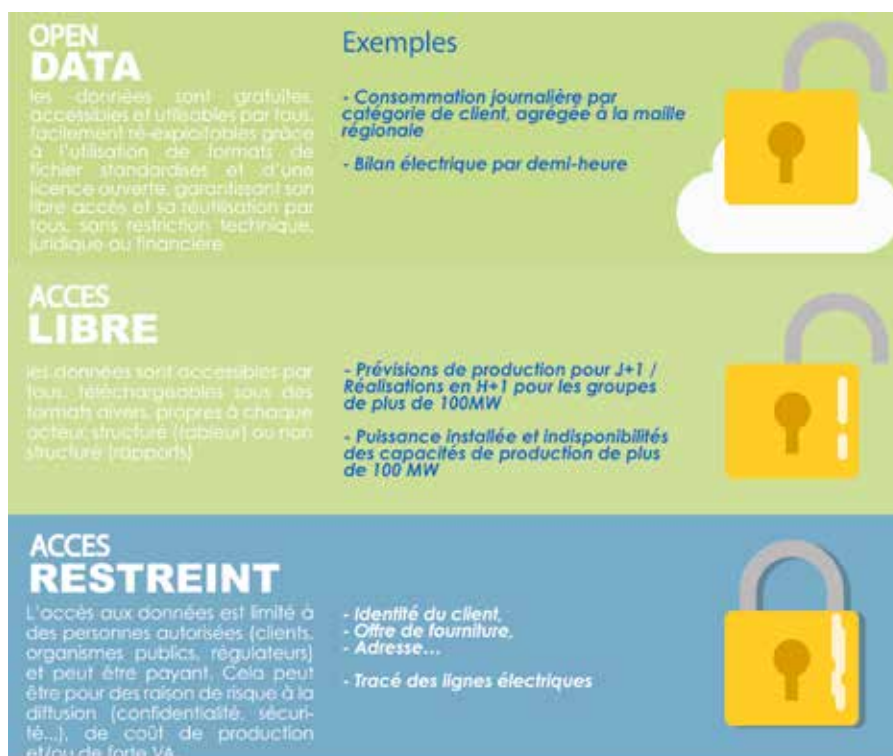 OPEN
DATA
les données sont gratuites,
accessibles et utilisables par tous,
facilement ré-exploitables grâce
à l'utilisation de formats de
fichier standardisés et d'une
licence ouverte, garantissant son
libre accès et sa réutilisation par
tous, sans restriction technique,
juridique ou financière
Exemples
- Consommation journalière par
catégorie de client, agrégée à la maille
régionale
- Bilan électrique par demi-heure
ACCES
LIBRE
les données sont accessibles par
tous, téléchargeables sous des
formats divers, propres à chaque
acteur, structuré (tableur) ou non
structuré (rapports)
- Prévisions de production pour J+1 /
Réalisations en H+1 pour les groupes
de plus de 100MW
- Puissance installée et indisponibilités
des capacités de production de plus
de 100 MW
ACCES
RESTREINT
L'accès aux données est limité à
des personnes autorisées (clients,
organismes publics, régulateurs)
et peut être payant. Cela peut
être pour des raison de risque à la
diffusion (confidentialité, sécuri-
té...), de coût de production
et/ou de forte VA
- Identité du client,
- Offre de fourniture,
- Adresse...
- Tracé des lignes électriques